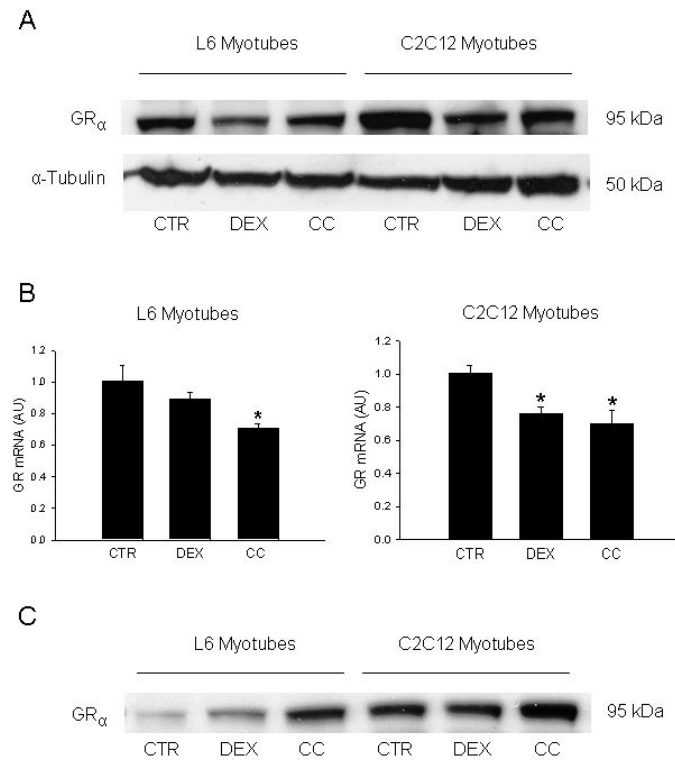 A
L6 Myotubes C2C12 Myotubes
GRα 95 kDa
α-Tubulin 50 kDa
CTR DEX CC CTR DEX CC
B
L6 Myotubes
GR mRNA (AU)
1.2
1.0
0.8
0.6
0.4
0.2
0.0
*
CTR DEX CC
C2C12 Myotubes
GR mRNA (AU)
1.2
1.0
0.8
0.6
0.4
0.2
0.0
* *
CTR DEX CC
C
L6 Myotubes C2C12 Myotubes
GRα 95 kDa
CTR DEX CC CTR DEX CC